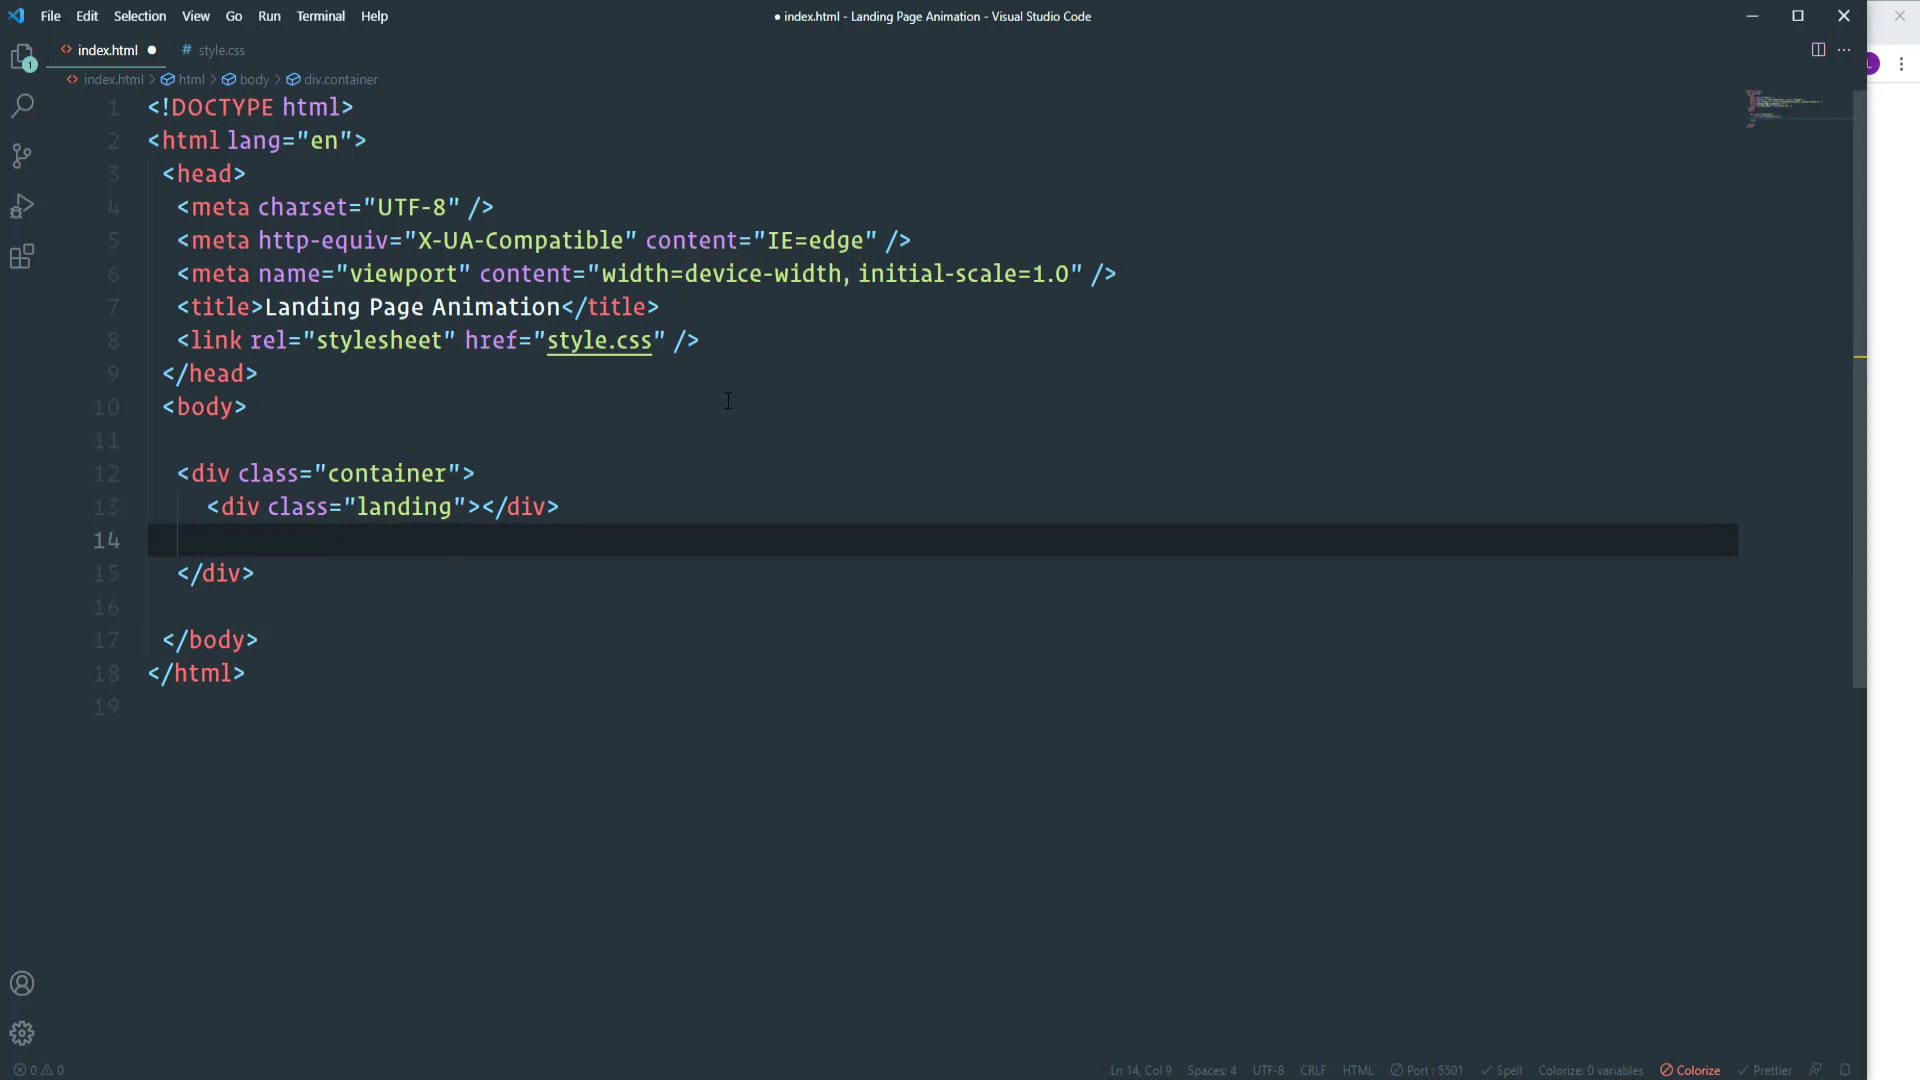 File Edit Selection View Go Run Terminal Help
● index.html - Landing Page Animation - Visual Studio Code
index.html ●
# style.css
1
index.html > html > body > div.container
1 <!DOCTYPE html>
2 <html lang="en">
3 <head>
4 <meta charset="UTF-8" />
5 <meta http-equiv="X-UA-Compatible" content="IE=edge" />
6 <meta name="viewport" content="width=device-width, initial-scale=1.0" />
7 <title>Landing Page Animation</title>
8 <link rel="stylesheet" href="style.css" />
9 </head>
10 <body>
11
12 <div class="container">
13 <div class="landing"></div>
14
15 </div>
16
17 </body>
18 </html>
19
0 0
Ln 14, Col 9 Spaces: 4 UTF-8 CRLF HTML Port : 5501 Spell Colorize: 0 variables Colorize Prettier